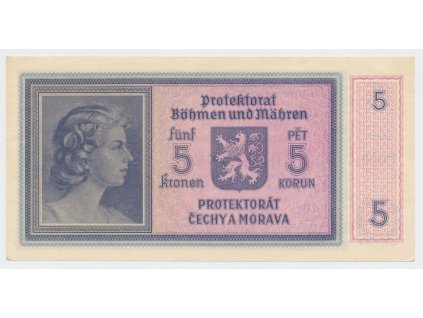 Protektorat
Böhmen und Mähren
fünf PĚT
5 5
kronen KORUN
PROTEKTORÁT
ČECHY A MORAVA
5
5